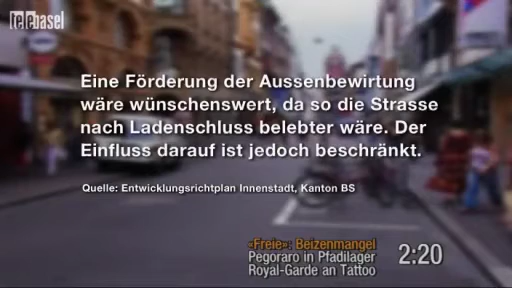 telebasel
Eine Förderung der Aussenbewirtung
wäre wünschenswert, da so die Strasse
nach Ladenschluss belebter wäre. Der
Einfluss darauf ist jedoch beschränkt.
Quelle: Entwicklungsrichtplan Innenstadt, Kanton BS
«Freie»: Beizenmangel
Pegoraro in Pfadilager
Royal-Garde an Tattoo
2:20